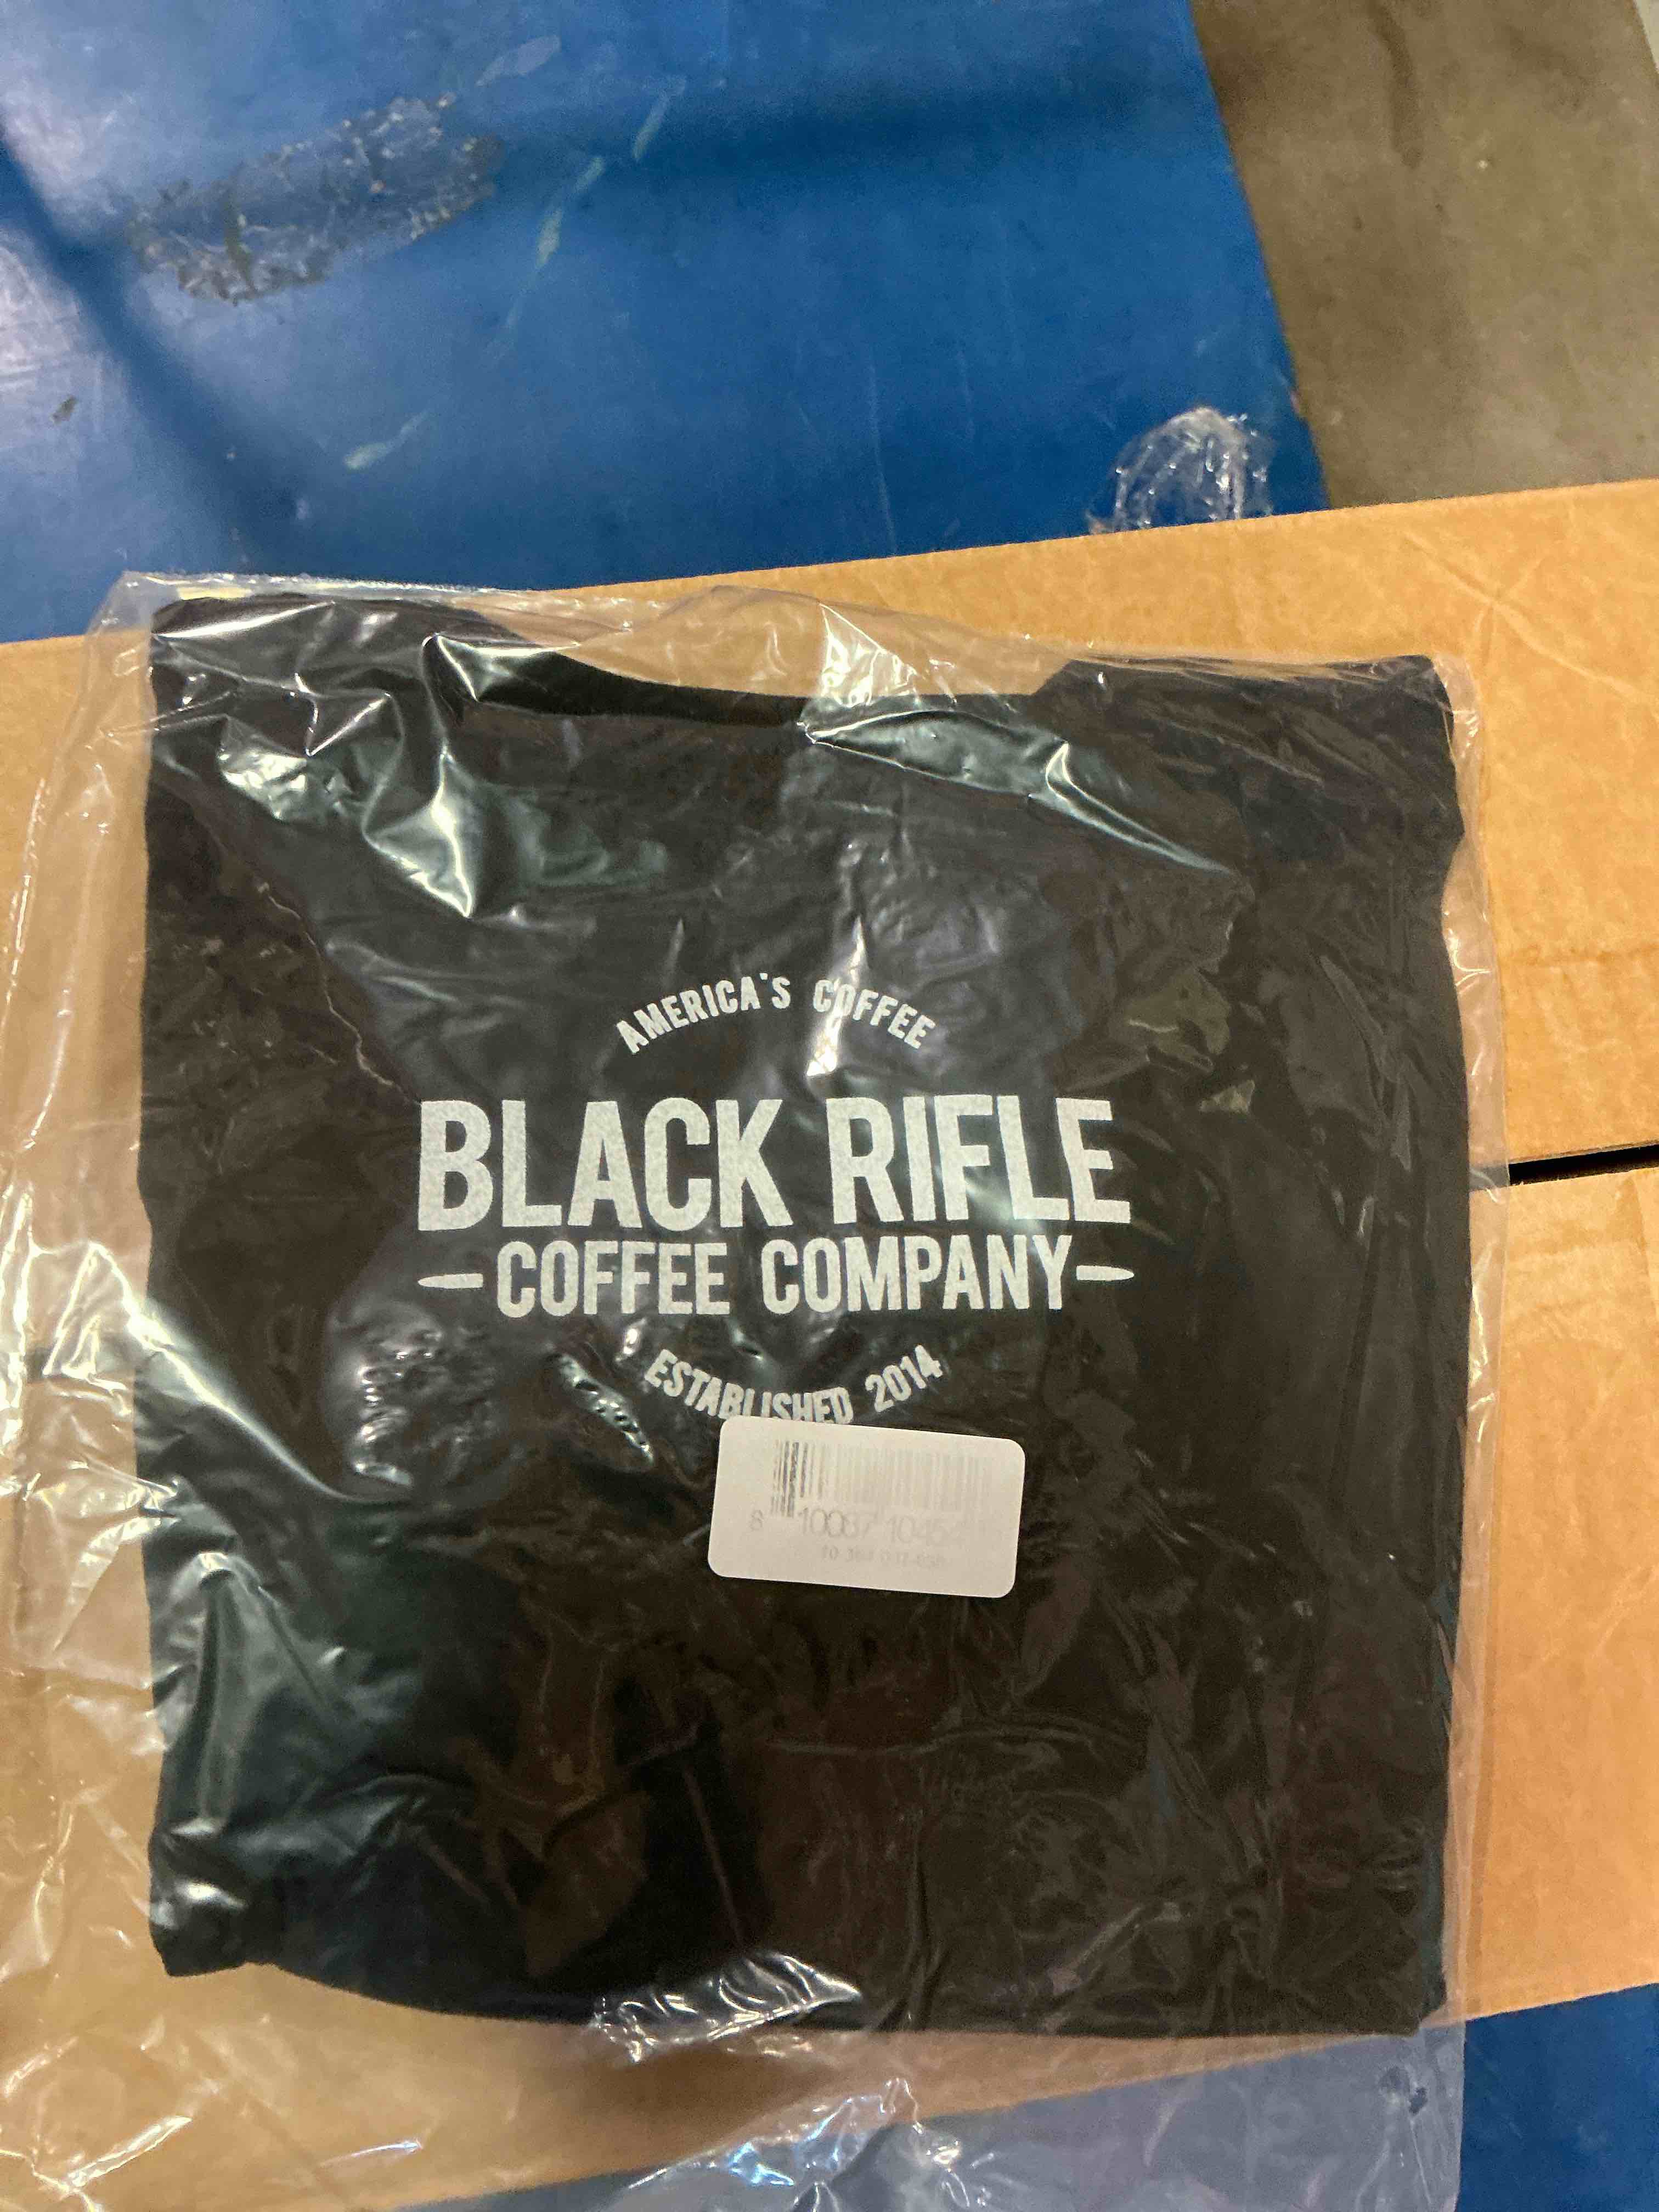 AMERICA'S COFFEE
BLACK RIFLE
COFFEE COMPANY
ESTABLISHED 2014